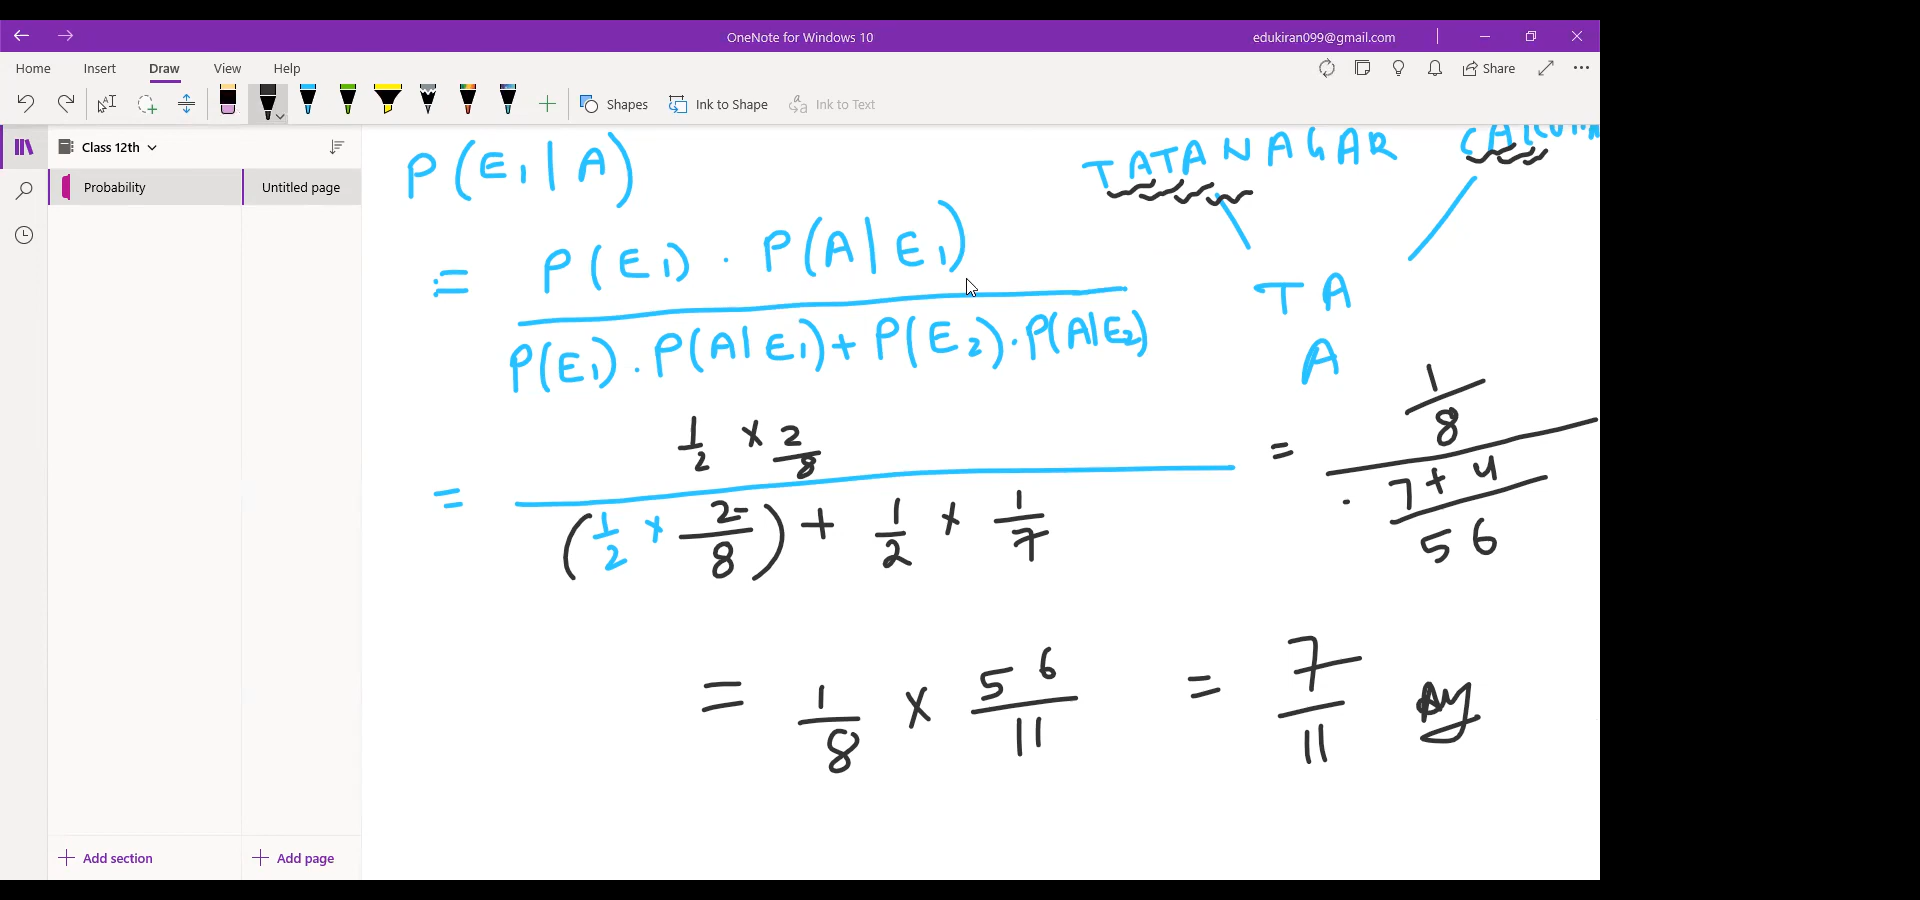 OneNote for Windows 10
edukiran099@gmail.com
Home Insert Draw View Help
Share
Shapes Ink to Shape Ink to Text
Class 12th
Probability Untitled page
P(E1 | A)
TATANAGAR
= P(E1) . P(A|E1)
P(E1) . P(A|E1) + P(E2) . P(A|E2)
TA
A
= 1/2 × 2/8
(1/2 × 2/8) + 1/2 × 1/7
= 1/8
7+4
56
= 1/8 × 56/11 = 7/11 Ans
Add section Add page